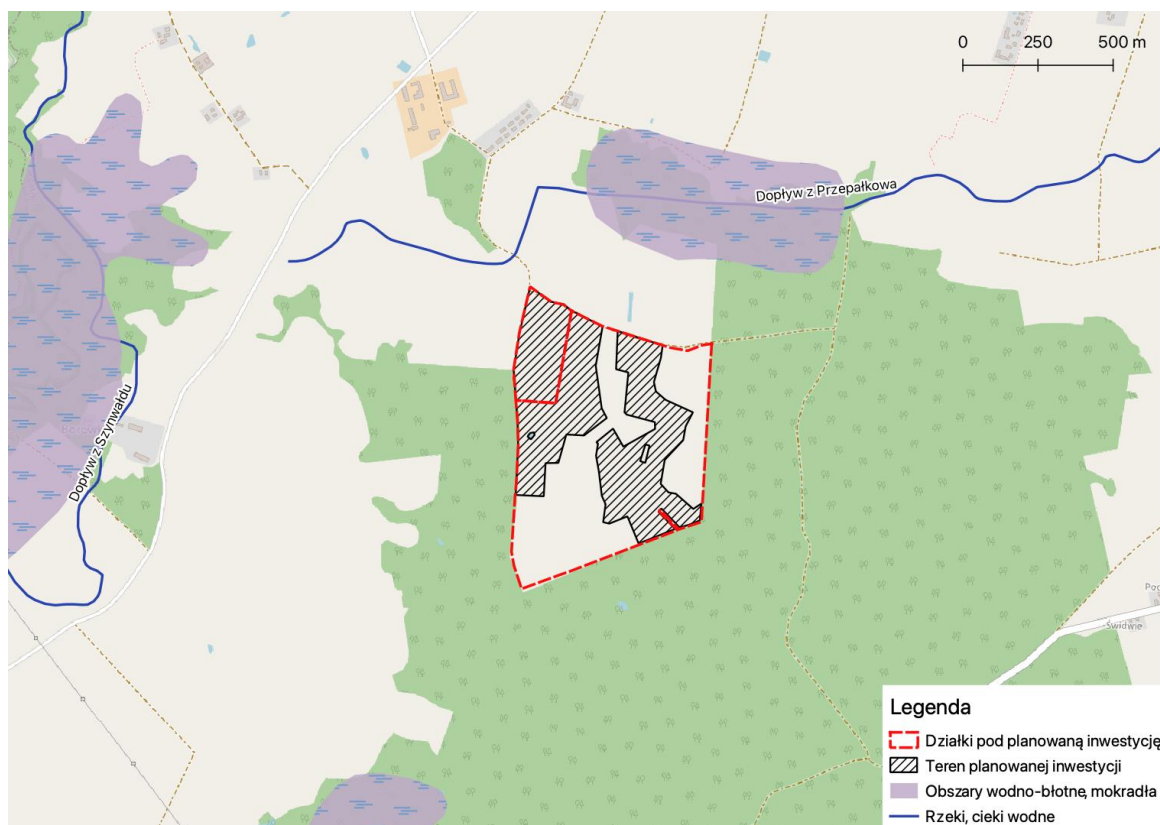 0 250 500 m
Dopływ z Przepałkowa
Dopływ z Szynwałdu
Świdwie
Legenda
Działki pod planowaną inwestycję
Teren planowanej inwestycji
Obszary wodno-błotne, mokradła
Rzeki, cieki wodne